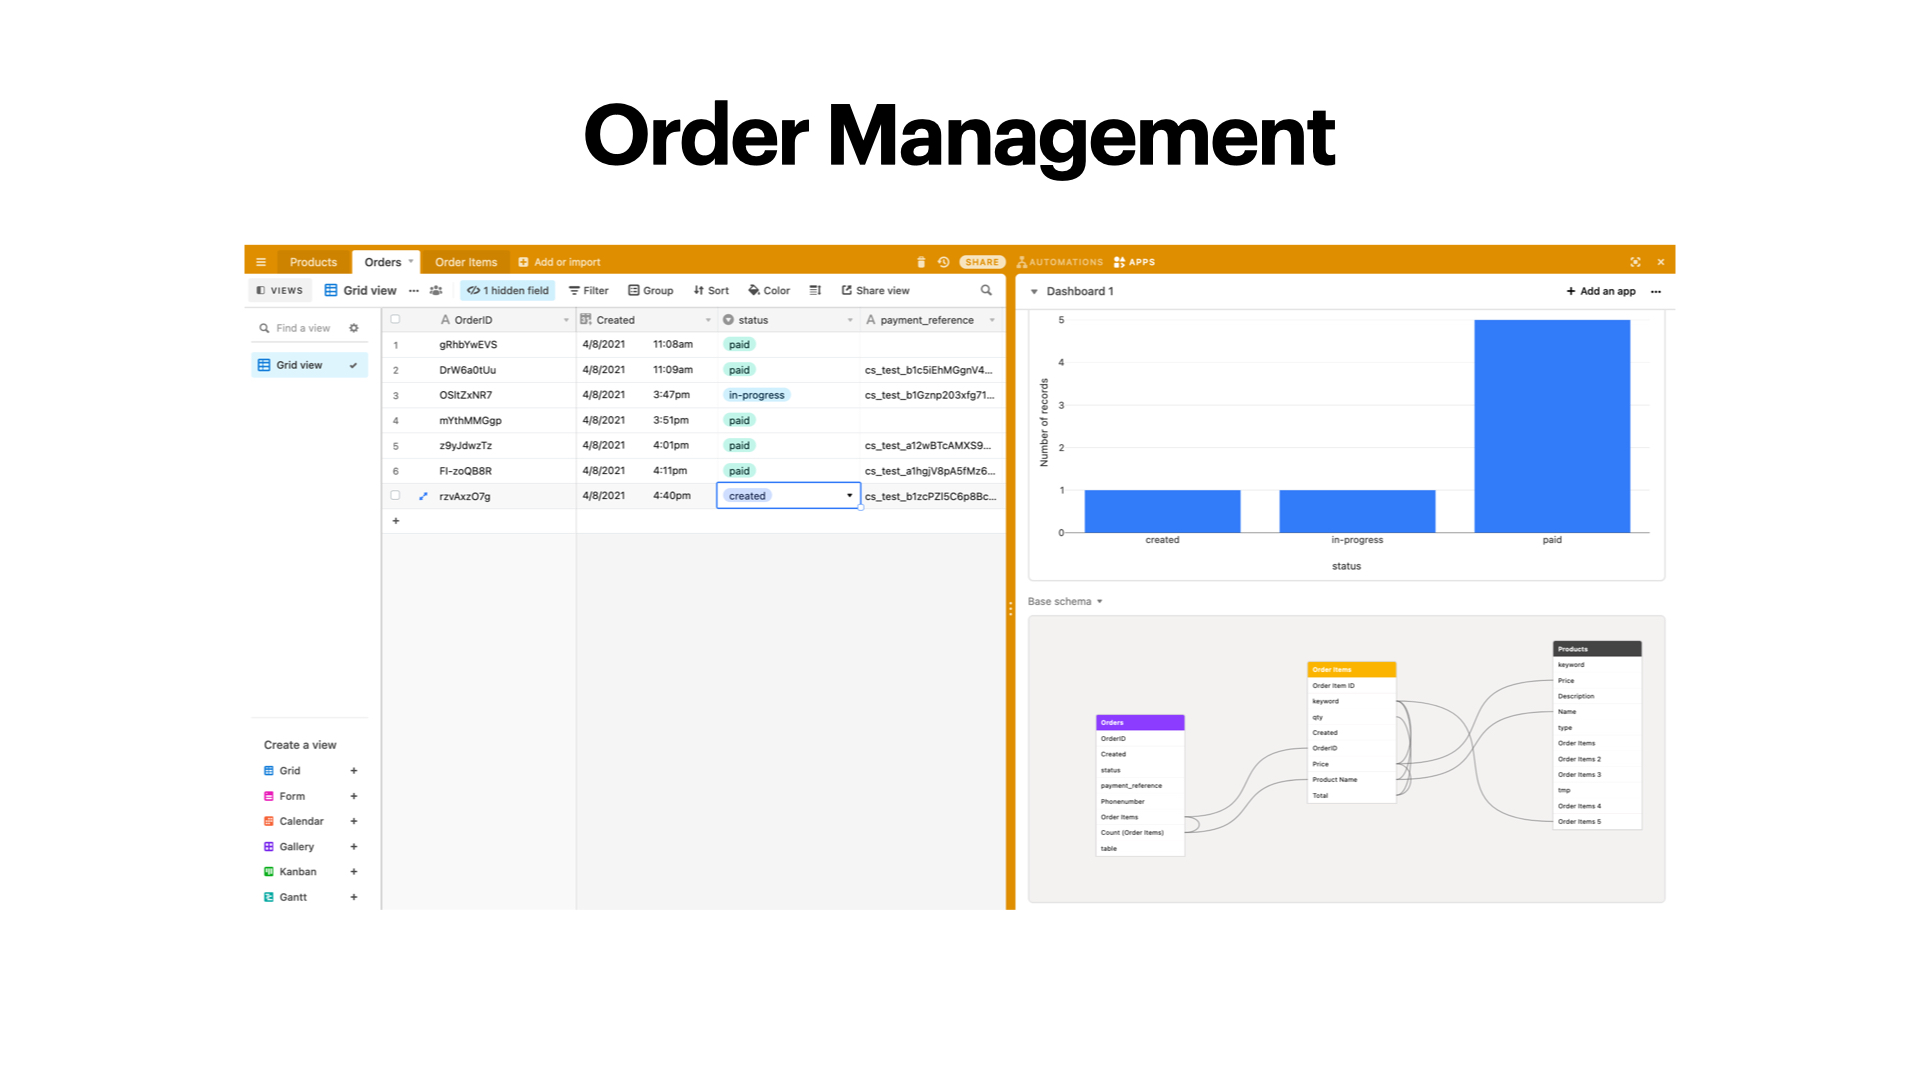 Order Management
Products Orders Order Items Add or import SHARE AUTOMATIONS APPS
VIEWS Grid view 1 hidden field Filter Group Sort Color Share view
Find a view
Grid view
Create a view
Grid
Form
Calendar
Gallery
Kanban
Gantt
OrderID Created status payment_reference
1 gRhbYwEVS 4/8/2021 11:08am paid
2 DrW6a0tUu 4/8/2021 11:09am paid cs_test_b1c5iEhMGgnV4...
3 OSltZxNR7 4/8/2021 3:47pm in-progress cs_test_b1Gznp203xfg71...
4 mYthMMGgp 4/8/2021 3:51pm paid
5 z9yJdwzTz 4/8/2021 4:01pm paid cs_test_a12wBTcAMXS9...
6 FI-zoQB8R 4/8/2021 4:11pm paid cs_test_a1hgjV8pA5fMz6...
rzvAxzO7g 4/8/2021 4:40pm created cs_test_b1zcPZI5C6p8Bc...
Dashboard 1 Add an app
Number of records
5
4
3
2
1
0
created in-progress paid
status
Base schema
Orders
OrderID
Created
status
payment_reference
Phonenumber
Order Items
Count (Order Items)
table
Order Items
Order Item ID
keyword
qty
Created
OrderID
Price
Product Name
Total
Products
keyword
Price
Description
Name
type
Order Items
Order Items 2
Order Items 3
tmp
Order Items 4
Order Items 5